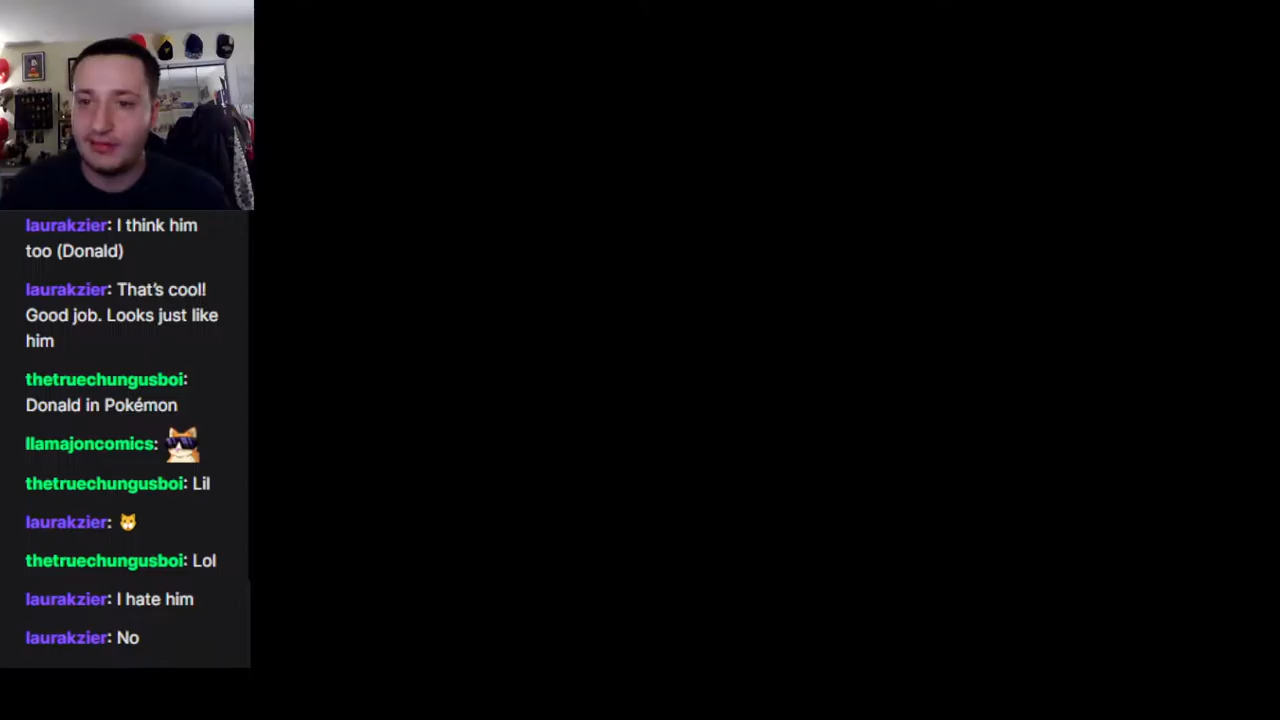 laurakzier: I think him
too (Donald)
laurakzier: That's cool!
Good job. Looks just like
him
thetruechungusboi:
Donald in Pokémon
llamajoncomics:
thetruechungusboi: Lil
laurakzier:
thetruechungusboi: Lol
laurakzier: I hate him
laurakzier: No